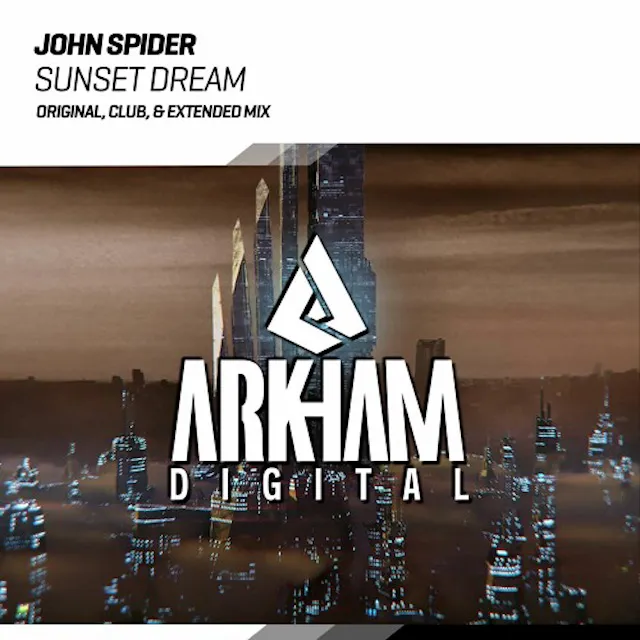 JOHN SPIDER
SUNSET DREAM
ORIGINAL, CLUB, & EXTENDED MIX
ARKHAM
DIGITAL